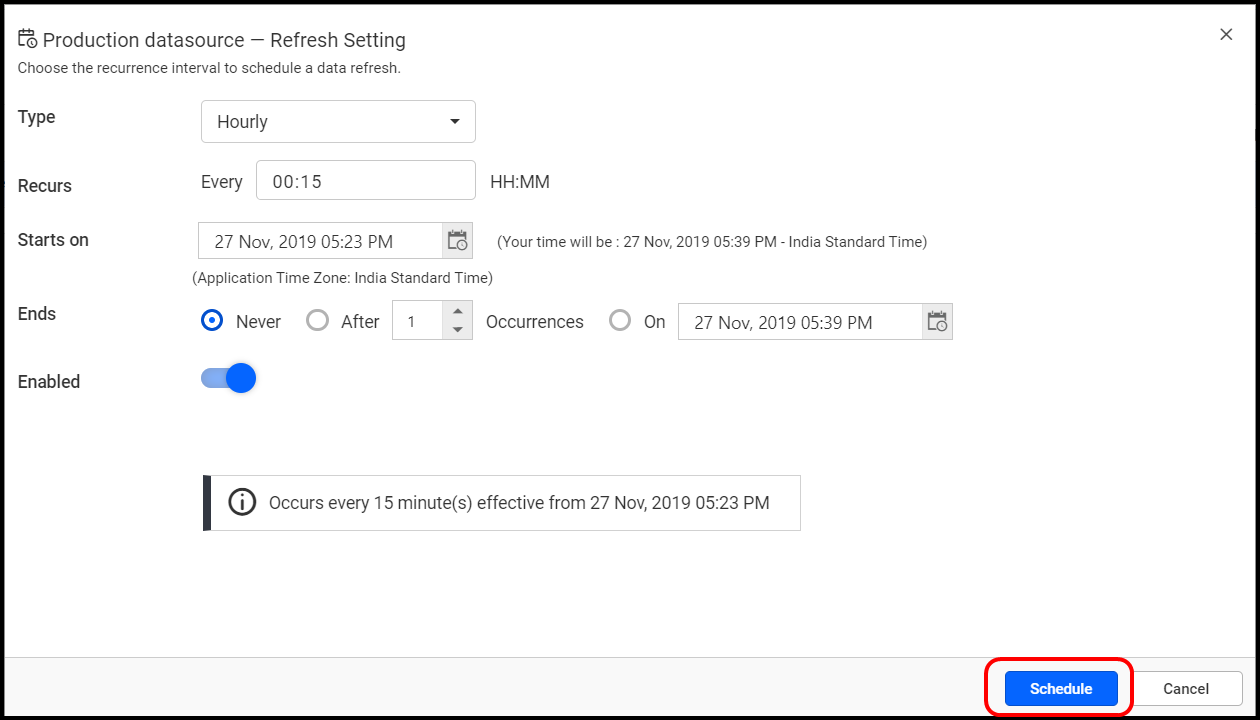 Production datasource — Refresh Setting
Choose the recurrence interval to schedule a data refresh.
Type
Hourly
Recurs
Every 00:15 HH:MM
Starts on
27 Nov, 2019 05:23 PM
(Your time will be : 27 Nov, 2019 05:39 PM - India Standard Time)
(Application Time Zone: India Standard Time)
Ends
Never After 1 Occurrences On 27 Nov, 2019 05:39 PM
Enabled
Occurs every 15 minute(s) effective from 27 Nov, 2019 05:23 PM
Schedule
Cancel